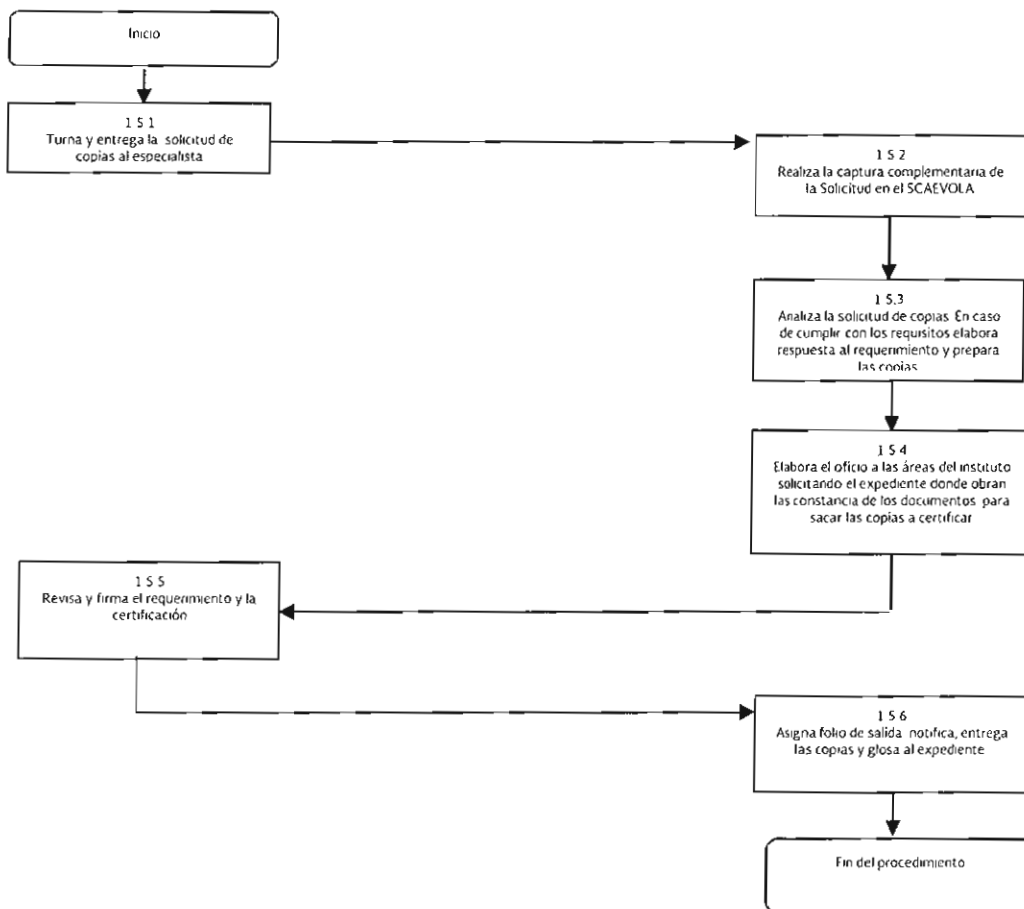 Inicio
1 5 1
Turna y entrega la solicitud de
copias al especialista
1 5 2
Realiza la captura complementaria de
la Solicitud en el SCAEVOLA
1 5.3
Analiza la solicitud de copias En caso
de cumplir con los requisitos elabora
respuesta al requerimiento y prepara
las copias
1 5 4
Elabora el oficio a las áreas del instituto
solicitando el expediente donde obran
las constancia de los documentos para
sacar las copias a certificar
1 5 5
Revisa y firma el requerimiento y la
certificación
1 5 6
Asigna folio de salida notifica, entrega
las copias y glosa al expediente
Fin del procedimiento